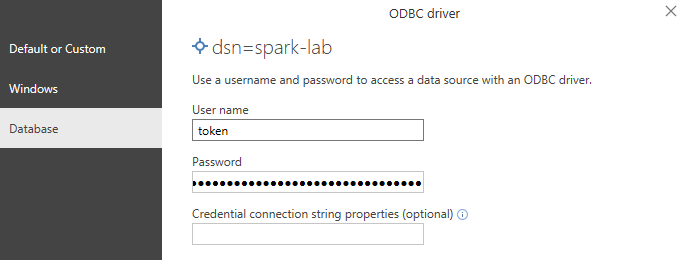 ODBC driver
Default or Custom
Windows
Database
dsn=spark-lab
Use a username and password to access a data source with an ODBC driver.
User name
token
Password
Credential connection string properties (optional)